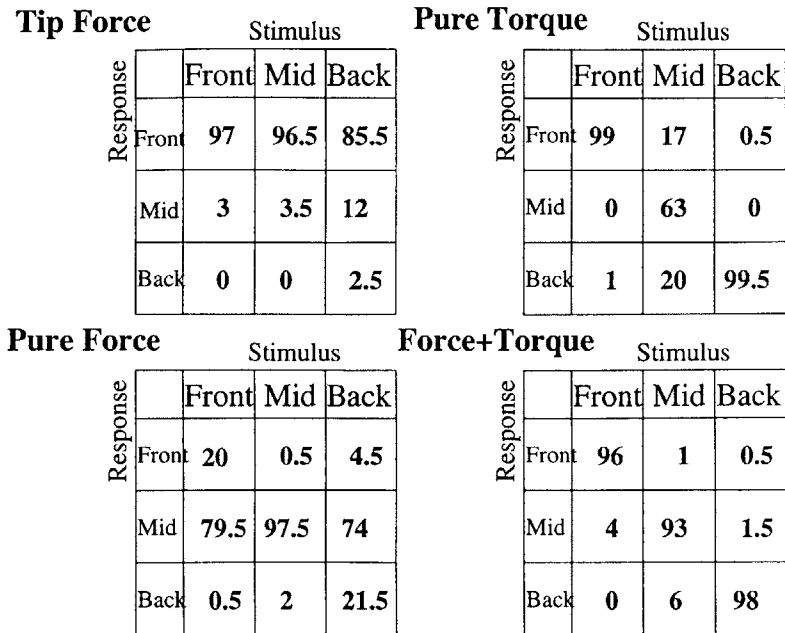 Tip Force
Stimulus
Response
Front Mid Back
Front 97 96.5 85.5
Mid 3 3.5 12
Back 0 0 2.5
Pure Torque
Stimulus
Response
Front Mid Back
Front 99 17 0.5
Mid 0 63 0
Back 1 20 99.5
Pure Force
Stimulus
Response
Front Mid Back
Front 20 0.5 4.5
Mid 79.5 97.5 74
Back 0.5 2 21.5
Force+Torque
Stimulus
Response
Front Mid Back
Front 96 1 0.5
Mid 4 93 1.5
Back 0 6 98